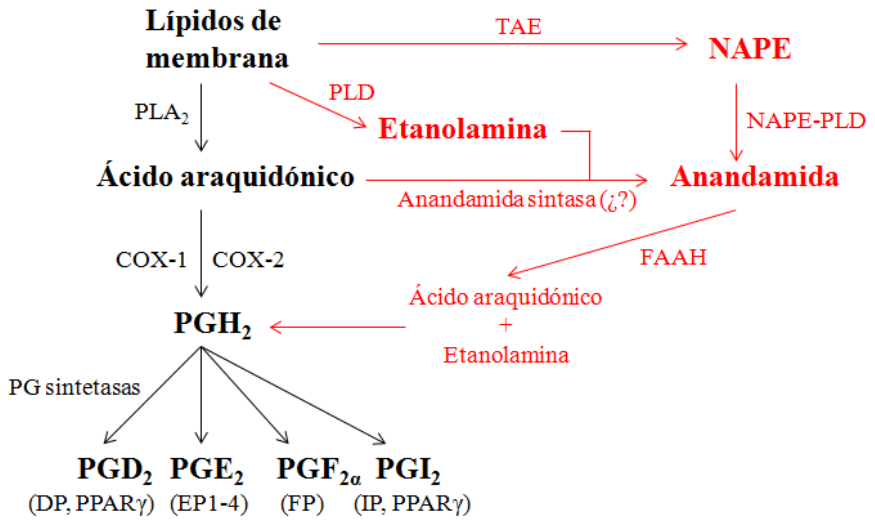 Lípidos de
membrana
TAE
NAPE
PLD
PLA₂
Etanolamina
NAPE-PLD
Ácido araquidónico
Anandamida
Anandamida sintasa (¿?)
COX-1
COX-2
FAAH
Ácido araquidónico
+
Etanolamina
PGH₂
PG sintetasas
PGD₂ PGE₂ PGF₂α PGI₂
(DP, PPARγ) (EP1-4) (FP) (IP, PPARγ)